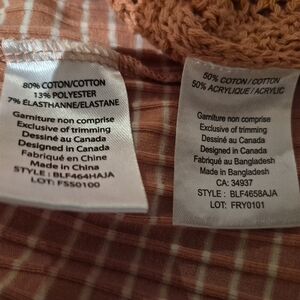 80% COTON/COTTON
13% POLYESTER
7% ÉLASTHANNE/ELASTANE
Garniture non comprise
Exclusive of trimming
Dessiné au Canada
Designed in Canada
Fabriqué en Chine
Made in China
STYLE : BLF464HAJA
LOT: FSS0100
50% COTON/COTTON
50% ACRYLIQUE/ACRYLIC
Garniture non comprise
Exclusive of trimming
Dessiné au Canada
Designed in Canada
Fabriqué au Bangladesh
Made in Bangladesh
CA: 34937
STYLE : BLF4658AJA
LOT: FRY0101